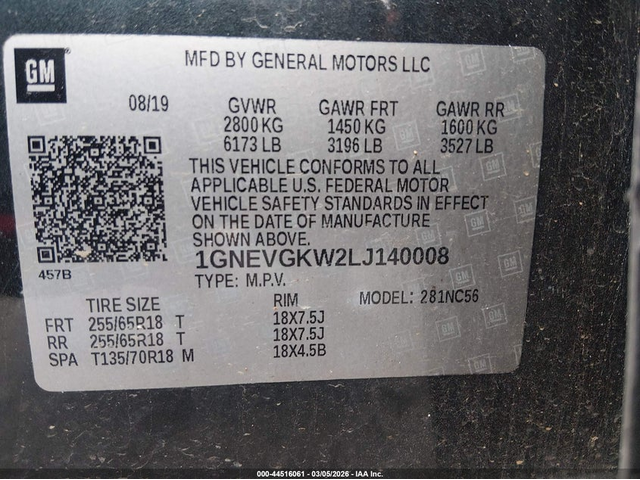 GM
MFD BY GENERAL MOTORS LLC
08/19 GVWR GAWR FRT GAWR RR
2800 KG 1450 KG 1600 KG
6173 LB 3196 LB 3527 LB
THIS VEHICLE CONFORMS TO ALL
APPLICABLE U.S. FEDERAL MOTOR
VEHICLE SAFETY STANDARDS IN EFFECT
ON THE DATE OF MANUFACTURE
SHOWN ABOVE.
1GNEVGKW2LJ140008
457B
TYPE: M.P.V.
MODEL: 281NC56
TIRE SIZE RIM
FRT 255/65R18 T 18X7.5J
RR 255/65R18 T 18X7.5J
SPA T135/70R18 M 18X4.5B
000-44516061 - 03/05/2026 - IAA Inc.